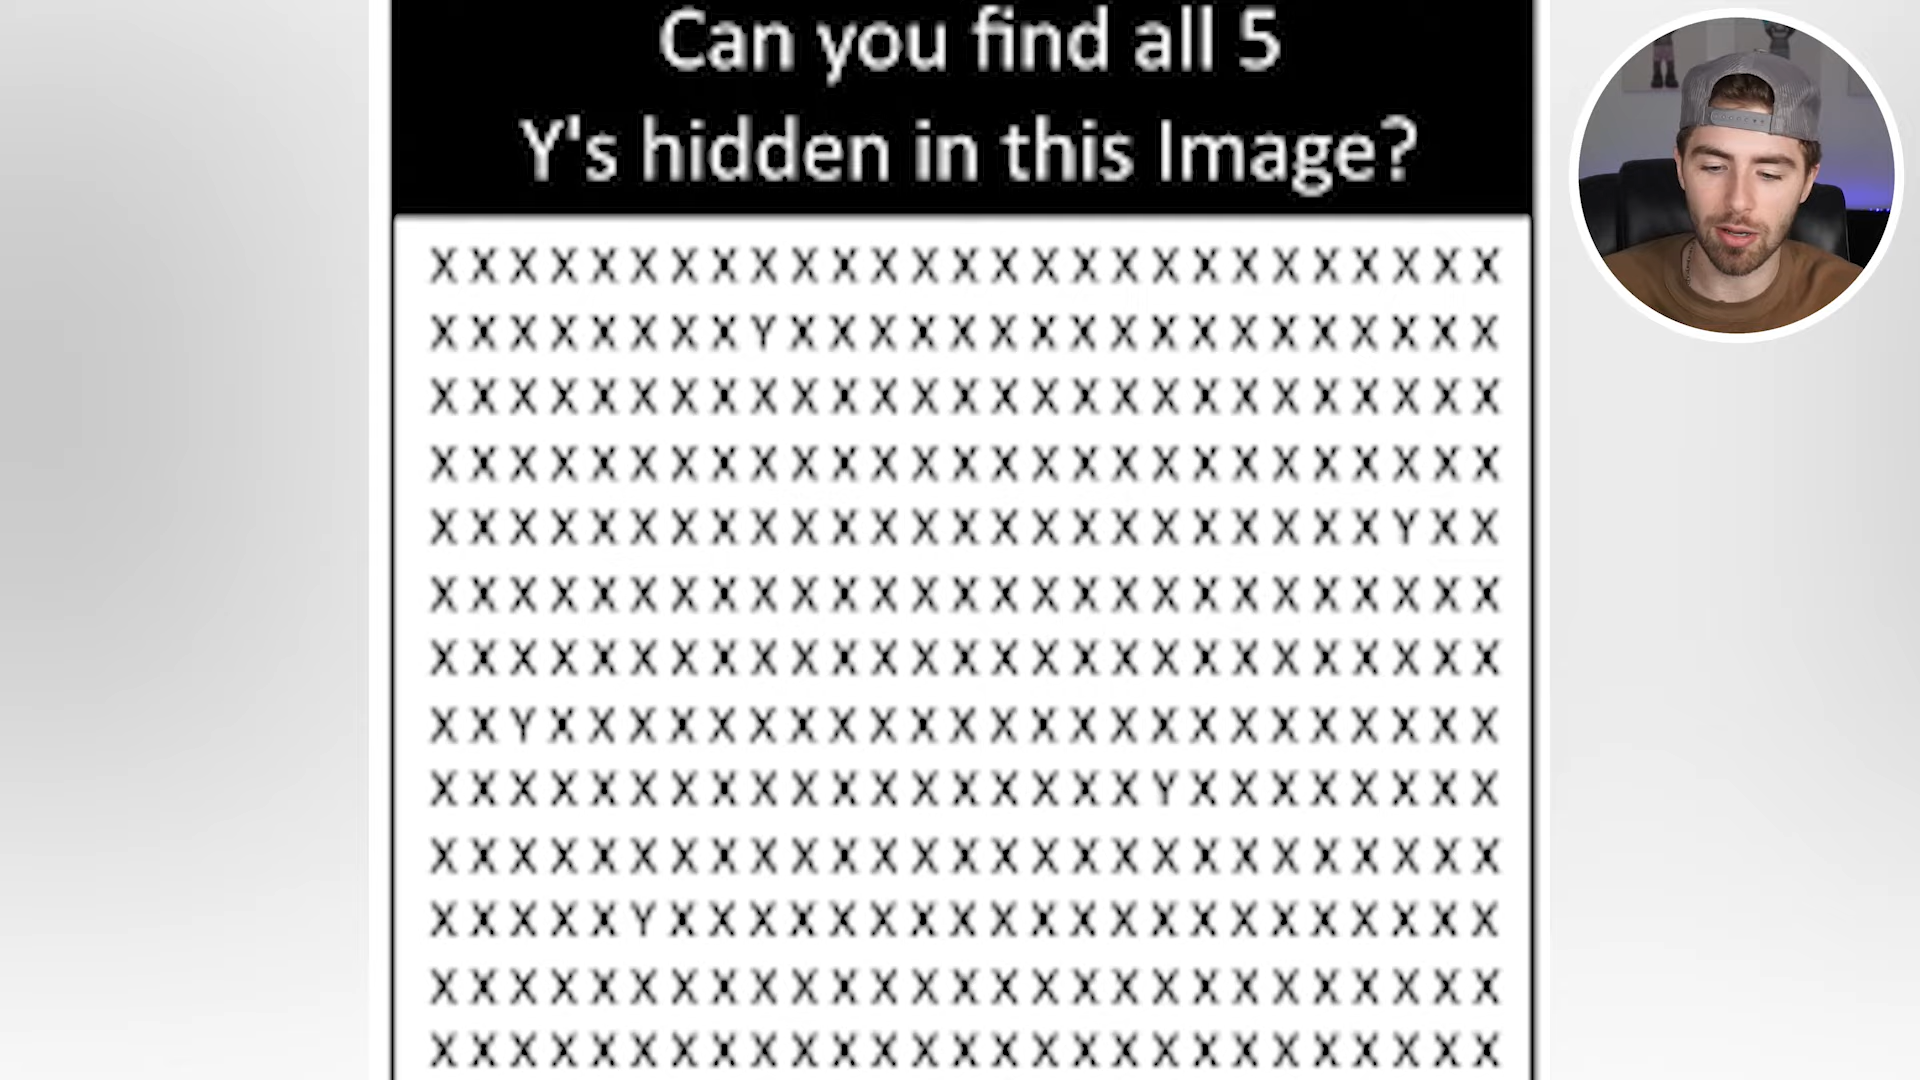 Can you find all 5
Y's hidden in this Image?
X X X X X X X X X X X X X X X X X X X X X X X X X X X
X X X X X X X X Y X X X X X X X X X X X X X X X X X X
X X X X X X X X X X X X X X X X X X X X X X X X X X X
X X X X X X X X X X X X X X X X X X X X X X X X X X X
X X X X X X X X X X X X X X X X X X X X X X X X Y X X
X X X X X X X X X X X X X X X X X X X X X X X X X X X
X X X X X X X X X X X X X X X X X X X X X X X X X X X
X X Y X X X X X X X X X X X X X X X X X X X X X X X X
X X X X X X X X X X X X X X X X X X Y X X X X X X X X
X X X X X X X X X X X X X X X X X X X X X X X X X X X
X X X X X Y X X X X X X X X X X X X X X X X X X X X X
X X X X X X X X X X X X X X X X X X X X X X X X X X X
X X X X X X X X X X X X X X X X X X X X X X X X X X X